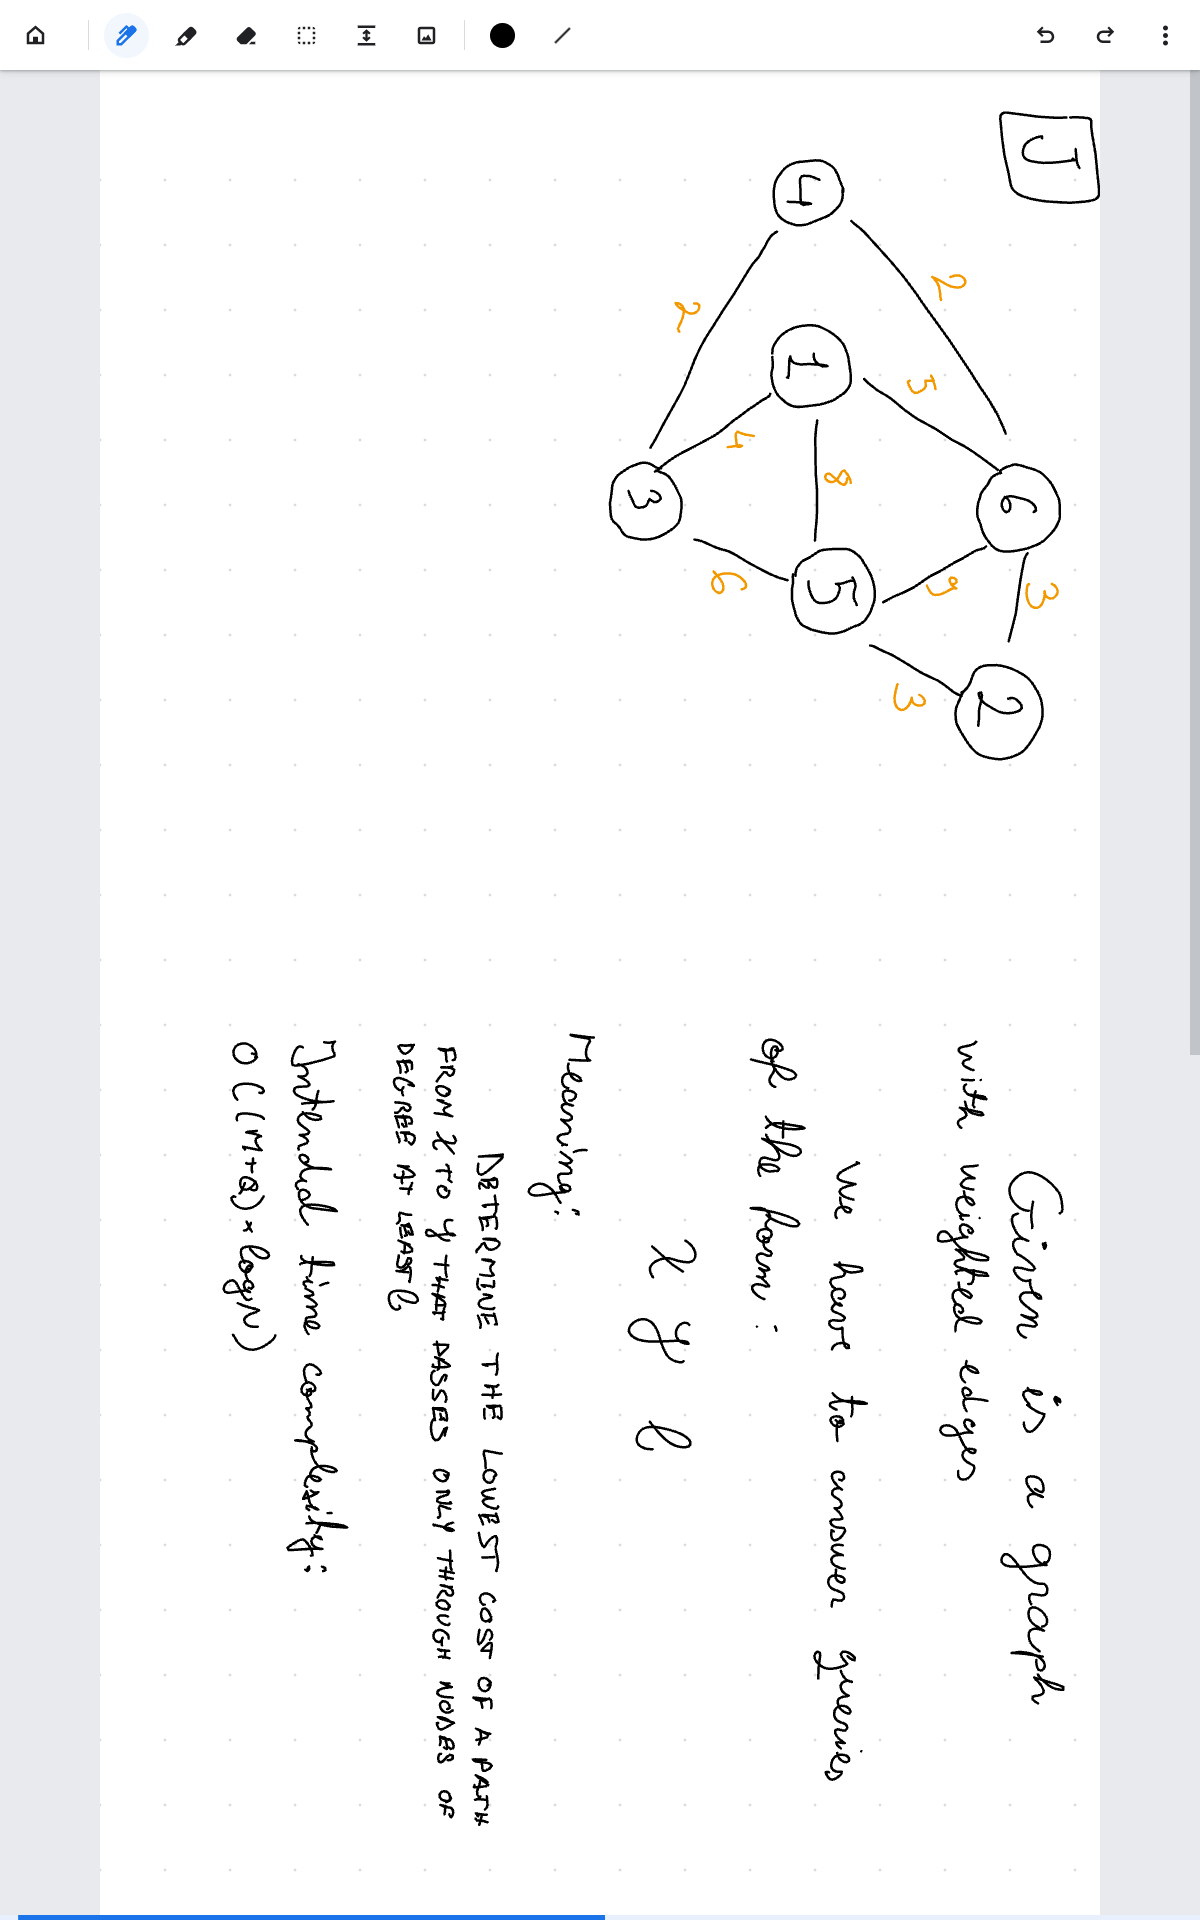 J
4
2
2
1
5
4
8
6
3
6
5
9
3
3
2
Given is a graph
with weighted edges
We have to answer queries
of the form:
x y l
Meaning:
DETERMINE THE LOWEST COST OF A PATH
FROM X TO Y THAT PASSES ONLY THROUGH NODES OF
DEGREE AT LEAST l
Intended time complexity:
O((M+Q)*logN)